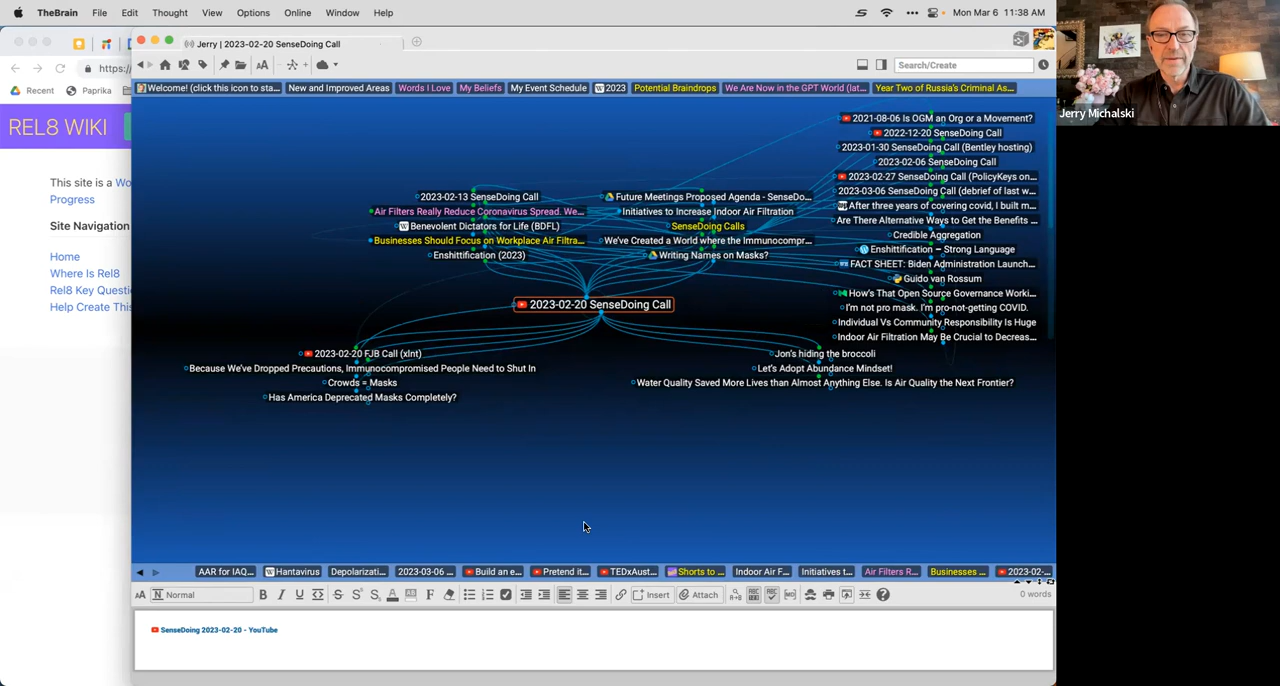 TheBrain File Edit Thought View Options Online Window Help
Mon Mar 6 11:38 AM
Jerry | 2023-02-20 SenseDoing Call
https:/
Search/Create
Recent Paprika
Welcome! (click this icon to sta... New and Improved Areas Words I Love My Beliefs My Event Schedule 2023 Potential Braindrops We Are Now in the GPT World (lat... Year Two of Russia's Criminal As...
Jerry Michalski
REL8 WIKI
This site is a Wo
Progress
Site Navigation
Home
Where Is Rel8
Rel8 Key Questi
Help Create This
2021-08-06 Is OGM an Org or a Movement?
2022-12-20 SenseDoing Call
2023-01-30 SenseDoing Call (Bentley hosting)
2023-02-06 SenseDoing Call
2023-02-27 SenseDoing Call (PolicyKeys on...
2023-03-06 SenseDoing Call (debrief of last w...
After three years of covering covid, I built m...
Are There Alternative Ways to Get the Benefits ...
Credible Aggregation
Enshittification – Strong Language
FACT SHEET: Biden Administration Launch...
Guido van Rossum
How's That Open Source Governance Worki...
I'm not pro mask. I'm pro-not-getting COVID.
Individual Vs Community Responsibility Is Huge
Indoor Air Filtration May Be Crucial to Decreas...
2023-02-13 SenseDoing Call
Air Filters Really Reduce Coronavirus Spread. We...
Benevolent Dictators for Life (BDFL)
Businesses Should Focus on Workplace Air Filtra...
Enshittification (2023)
Future Meetings Proposed Agenda - SenseDo...
Initiatives to Increase Indoor Air Filtration
SenseDoing Calls
We've Created a World where the Immunocompr...
Writing Names on Masks?
2023-02-20 SenseDoing Call
2023-02-20 FJB Call (xInt)
Because We've Dropped Precautions, Immunocompromised People Need to Shut In
Crowds = Masks
Has America Deprecated Masks Completely?
Jon's hiding the broccoli
Let's Adopt Abundance Mindset!
Water Quality Saved More Lives than Almost Anything Else. Is Air Quality the Next Frontier?
AAR for IAQ... Hantavirus Depolarizati... 2023-03-06 ... Build an e... Pretend it... TEDxAust... Shorts to ... Indoor Air F... Initiatives t... Air Filters R... Businesses ... 2023-02-...
Normal B I U S Insert Attach 0 words
SenseDoing 2023-02-20 - YouTube